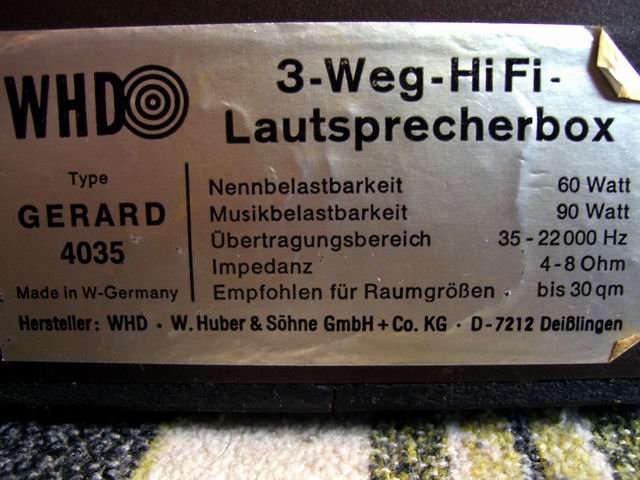 WHD
3-Weg-HiFi-
Lautsprecherbox
Type
GERARD
4035
Made in W-Germany
Nennbelastbarkeit 60 Watt
Musikbelastbarkeit 90 Watt
Übertragungsbereich 35-22000 Hz
Impedanz 4-8 Ohm
Empfohlen für Raumgrößen bis 30 qm
Hersteller: WHD · W. Huber & Söhne GmbH + Co. KG · D-7212 Deißlingen